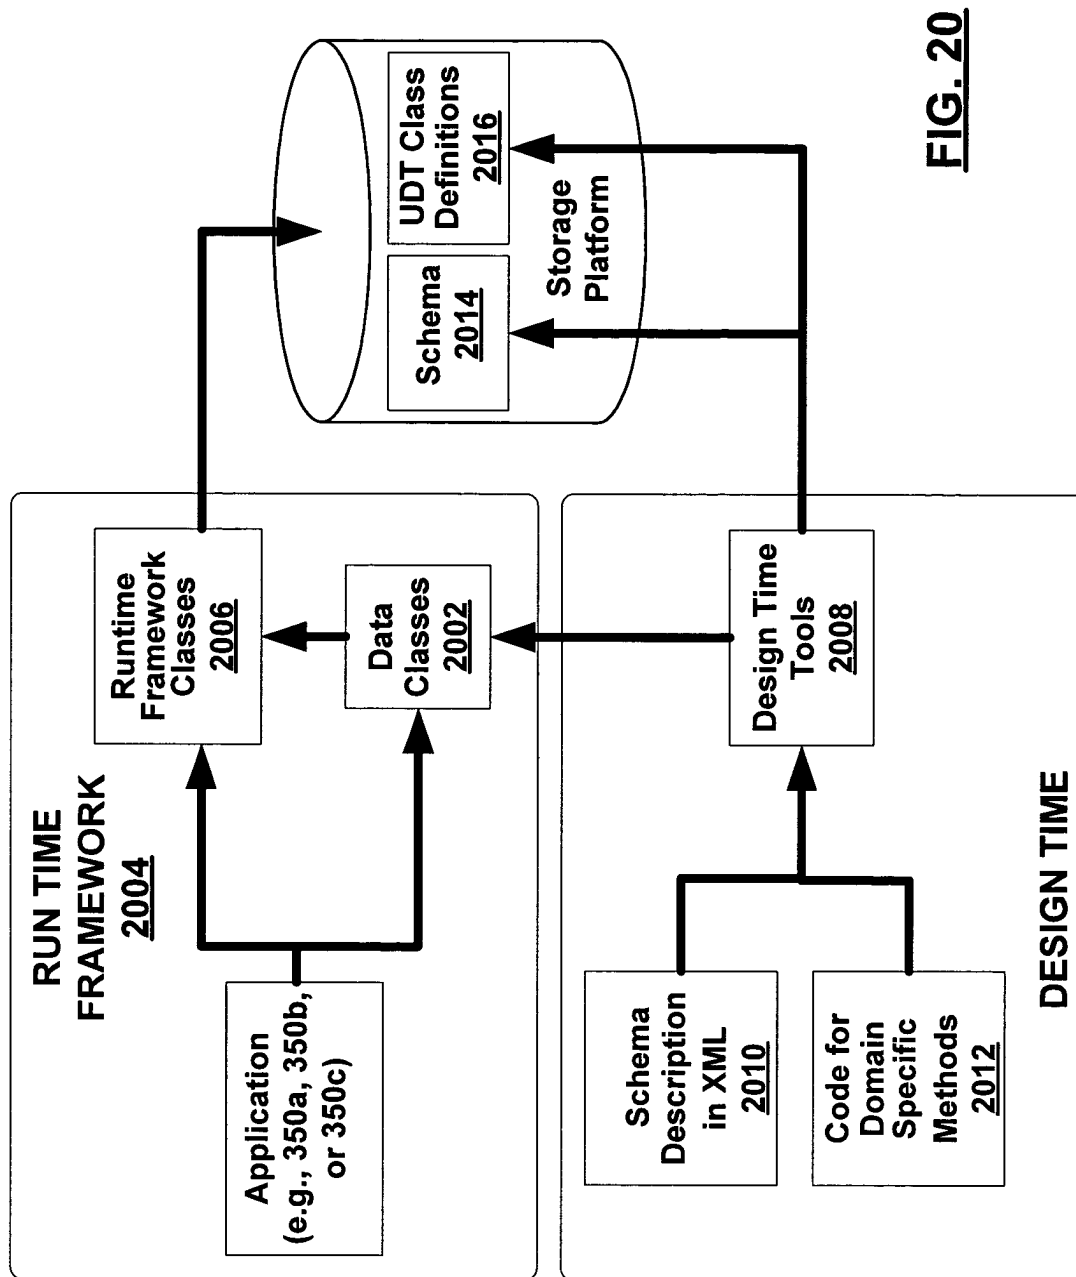 RUN TIME
FRAMEWORK
2004
Application
(e.g., 350a, 350b,
or 350c)
Runtime
Framework
Classes
2006
Data
Classes
2002
Schema
2014
UDT Class
Definitions
2016
Storage
Platform
Schema
Description
in XML
2010
Code for
Domain
Specific
Methods
2012
Design Time
Tools
2008
DESIGN TIME
FIG. 20